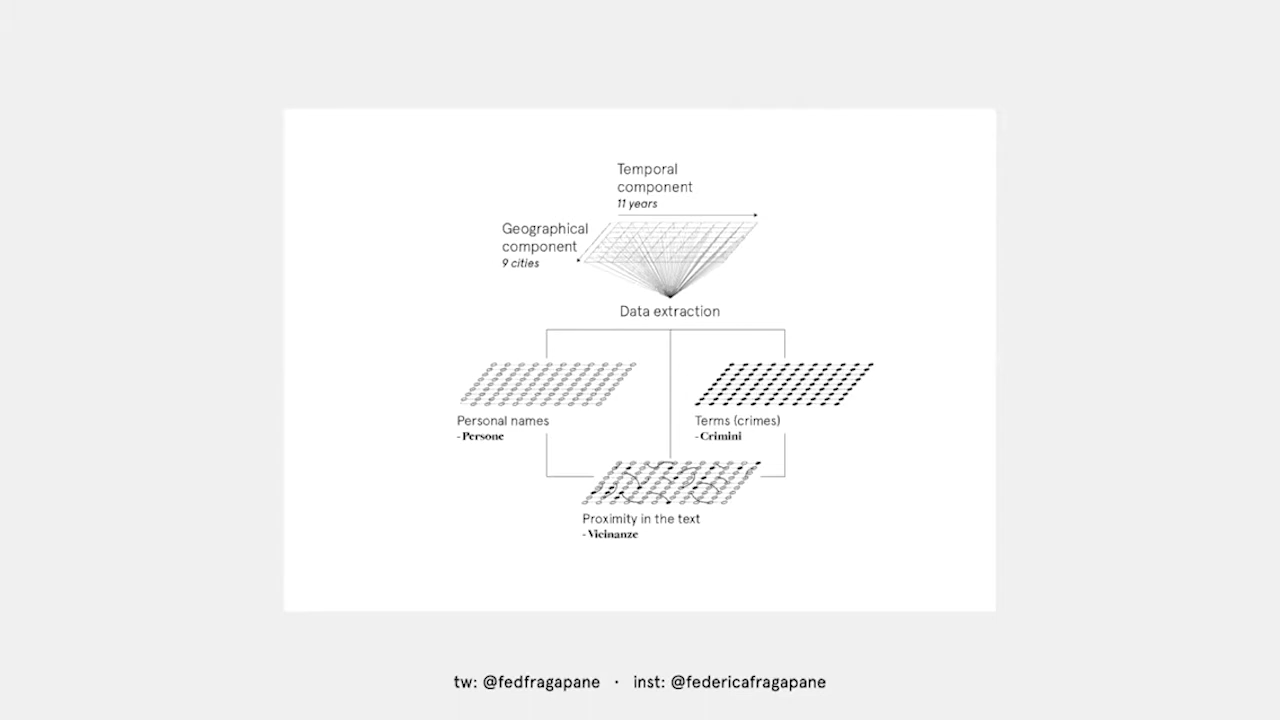 Temporal
component
11 years
Geographical
component
9 cities
Data extraction
Personal names
- Persone
Terms (crimes)
- Crimini
Proximity in the text
- Vicinanze
tw: @fedfragapane · inst: @federicafragapane